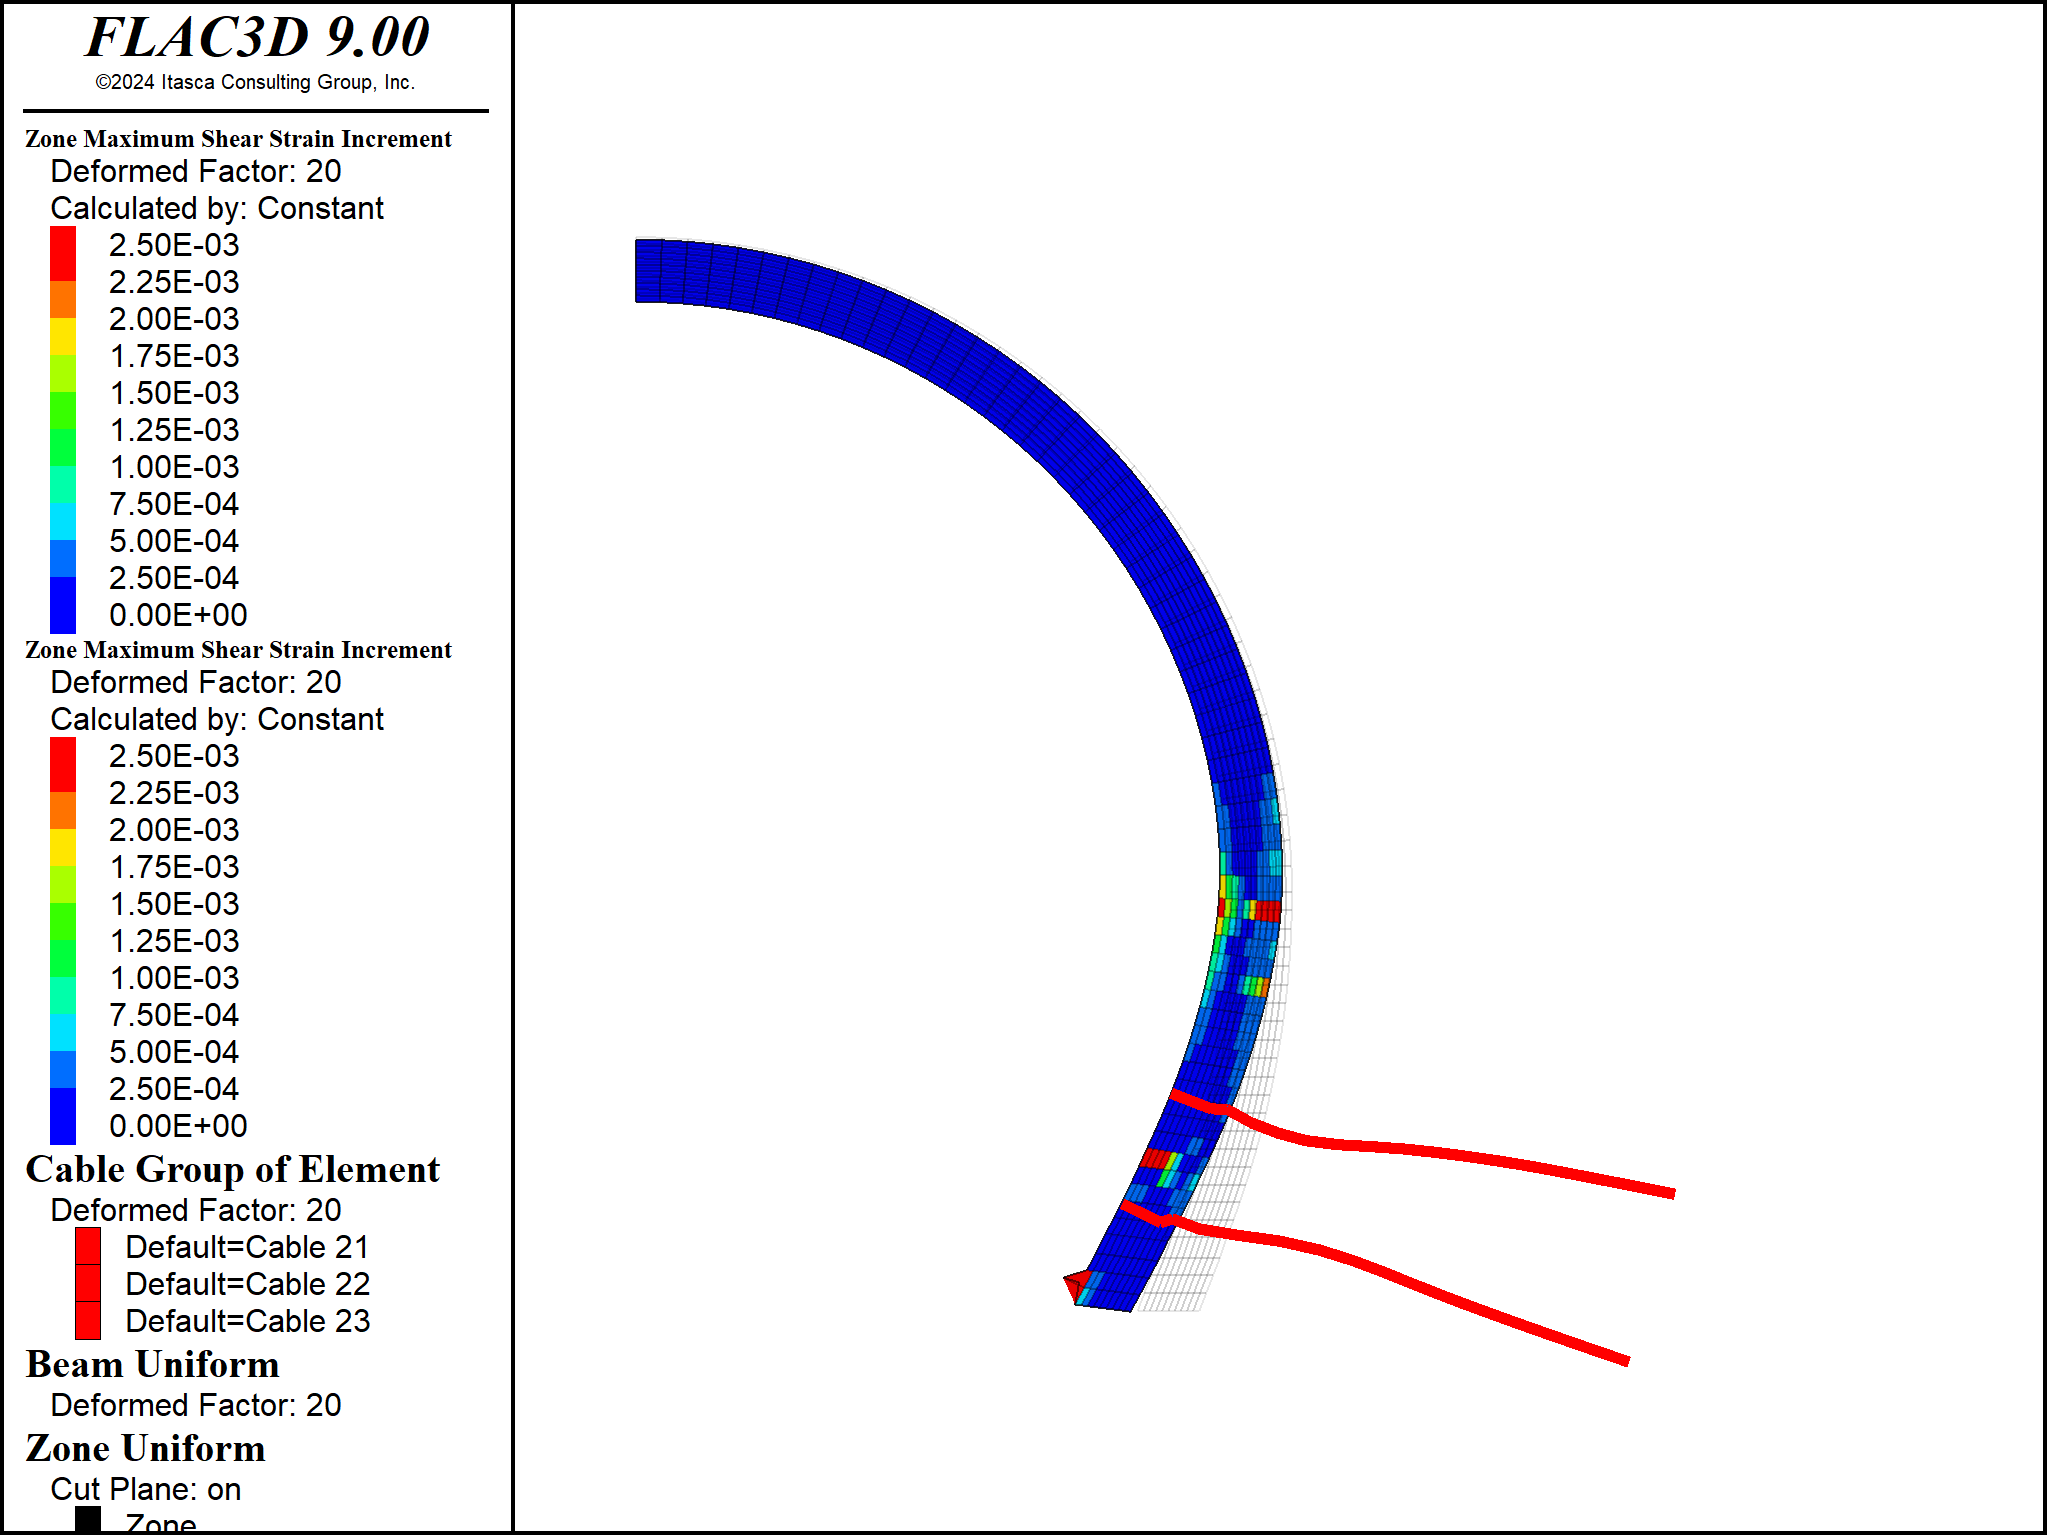 FLAC3D 9.00
©2024 Itasca Consulting Group, Inc.
Zone Maximum Shear Strain Increment
Deformed Factor: 20
Calculated by: Constant
2.50E-03
2.25E-03
2.00E-03
1.75E-03
1.50E-03
1.25E-03
1.00E-03
7.50E-04
5.00E-04
2.50E-04
0.00E+00
Zone Maximum Shear Strain Increment
Deformed Factor: 20
Calculated by: Constant
2.50E-03
2.25E-03
2.00E-03
1.75E-03
1.50E-03
1.25E-03
1.00E-03
7.50E-04
5.00E-04
2.50E-04
0.00E+00
Cable Group of Element
Deformed Factor: 20
Default=Cable 21
Default=Cable 22
Default=Cable 23
Beam Uniform
Deformed Factor: 20
Zone Uniform
Cut Plane: on
Zone